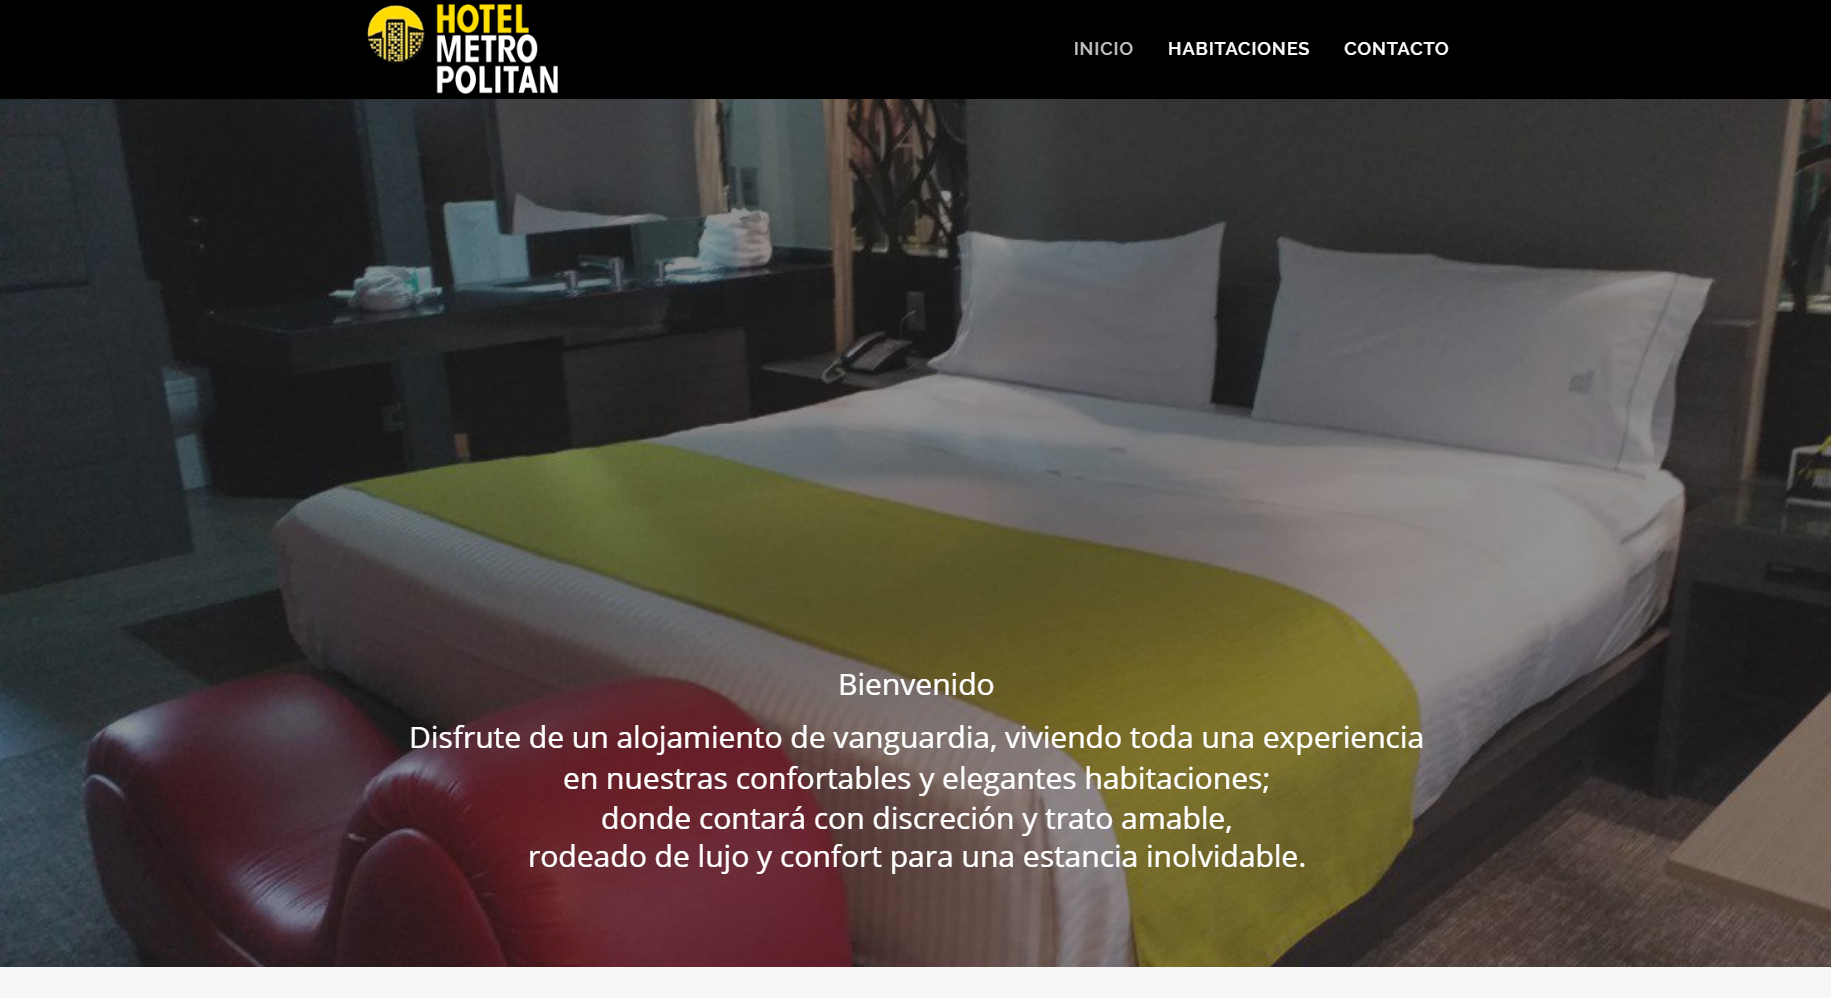 HOTEL
METRO
POLITAN
INICIO HABITACIONES CONTACTO
Bienvenido
Disfrute de un alojamiento de vanguardia, viviendo toda una experiencia
en nuestras confortables y elegantes habitaciones;
donde contará con discreción y trato amable,
rodeado de lujo y confort para una estancia inolvidable.